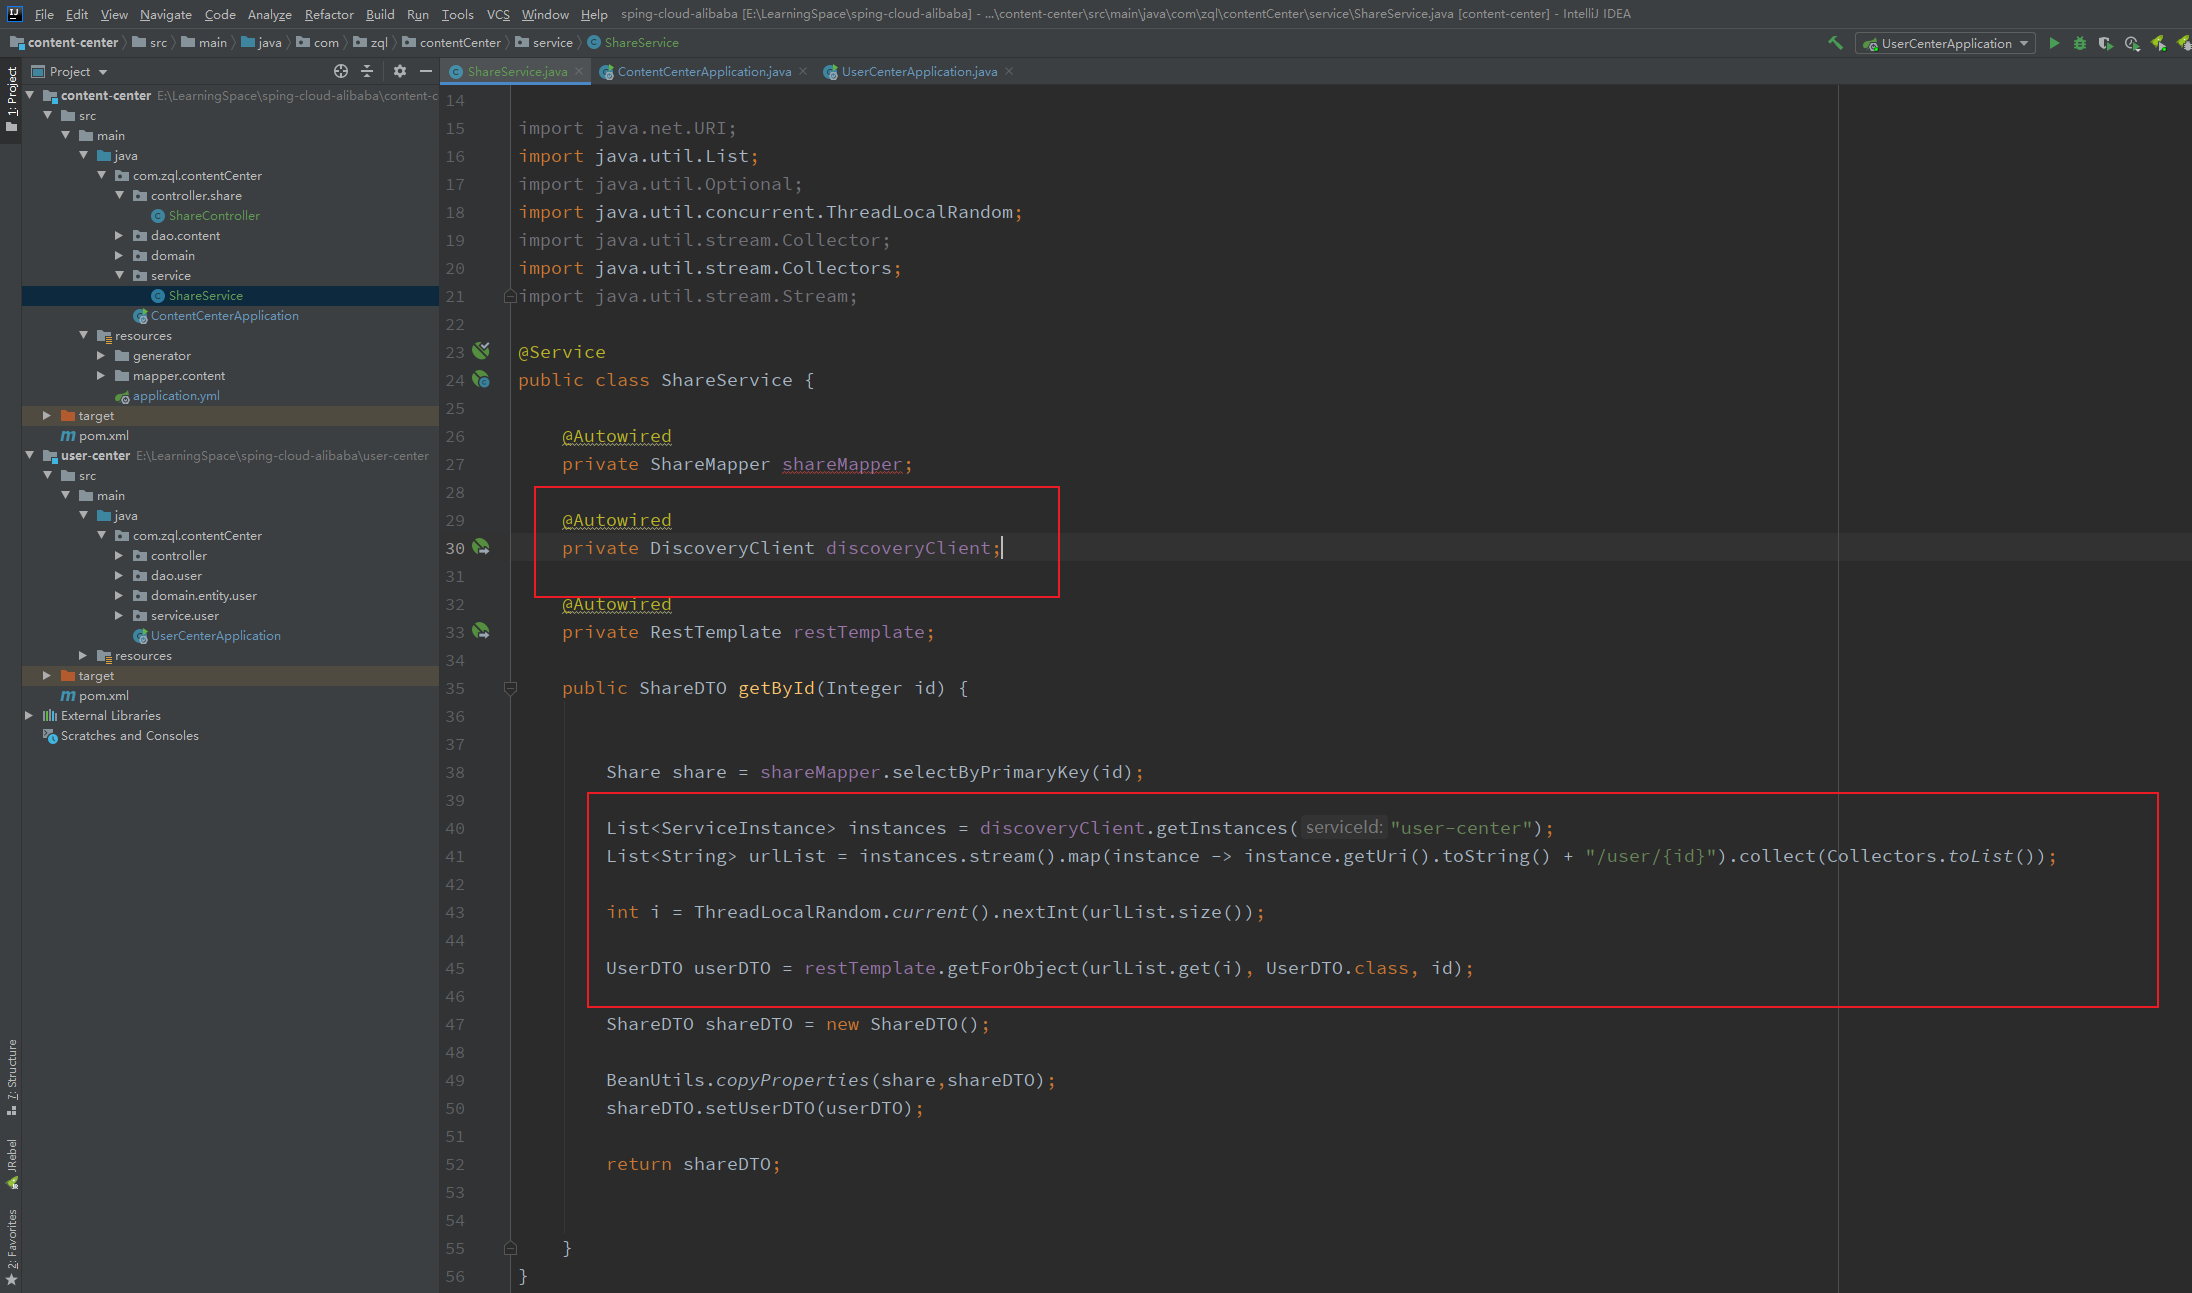 File Edit View Navigate Code Analyze Refactor Build Run Tools VCS Window Help sping-cloud-alibaba [E:\LearningSpace\sping-cloud-alibaba] - ...\content-center\src\main\java\com\zql\contentCenter\service\ShareService.java [content-center] - IntelliJ IDEA
content-center src main java com zql contentCenter service ShareService
UserCenterApplication
1: Project
Project
ShareService.java ContentCenterApplication.java UserCenterApplication.java
content-center E:\LearningSpace\sping-cloud-alibaba\content-c
src
main
java
com.zql.contentCenter
controller.share
ShareController
dao.content
domain
service
ShareService
ContentCenterApplication
resources
generator
mapper.content
application.yml
target
pom.xml
user-center E:\LearningSpace\sping-cloud-alibaba\user-center
src
main
java
com.zql.contentCenter
controller
dao.user
domain.entity.user
service.user
UserCenterApplication
resources
target
pom.xml
External Libraries
Scratches and Consoles
7: Structure
JRebel
2: Favorites
14
15 import java.net.URI;
16 import java.util.List;
17 import java.util.Optional;
18 import java.util.concurrent.ThreadLocalRandom;
19 import java.util.stream.Collector;
20 import java.util.stream.Collectors;
21 import java.util.stream.Stream;
22
23 @Service
24 public class ShareService {
25
26 @Autowired
27 private ShareMapper shareMapper;
28
29 @Autowired
30 private DiscoveryClient discoveryClient;
31
32 @Autowired
33 private RestTemplate restTemplate;
34
35 public ShareDTO getById(Integer id) {
36
37
38 Share share = shareMapper.selectByPrimaryKey(id);
39
40 List<ServiceInstance> instances = discoveryClient.getInstances( serviceId: "user-center");
41 List<String> urlList = instances.stream().map(instance -> instance.getUri().toString() + "/user/{id}").collect(Collectors.toList());
42
43 int i = ThreadLocalRandom.current().nextInt(urlList.size());
44
45 UserDTO userDTO = restTemplate.getForObject(urlList.get(i), UserDTO.class, id);
46
47 ShareDTO shareDTO = new ShareDTO();
48
49 BeanUtils.copyProperties(share,shareDTO);
50 shareDTO.setUserDTO(userDTO);
51
52 return shareDTO;
53
54
55 }
56 }